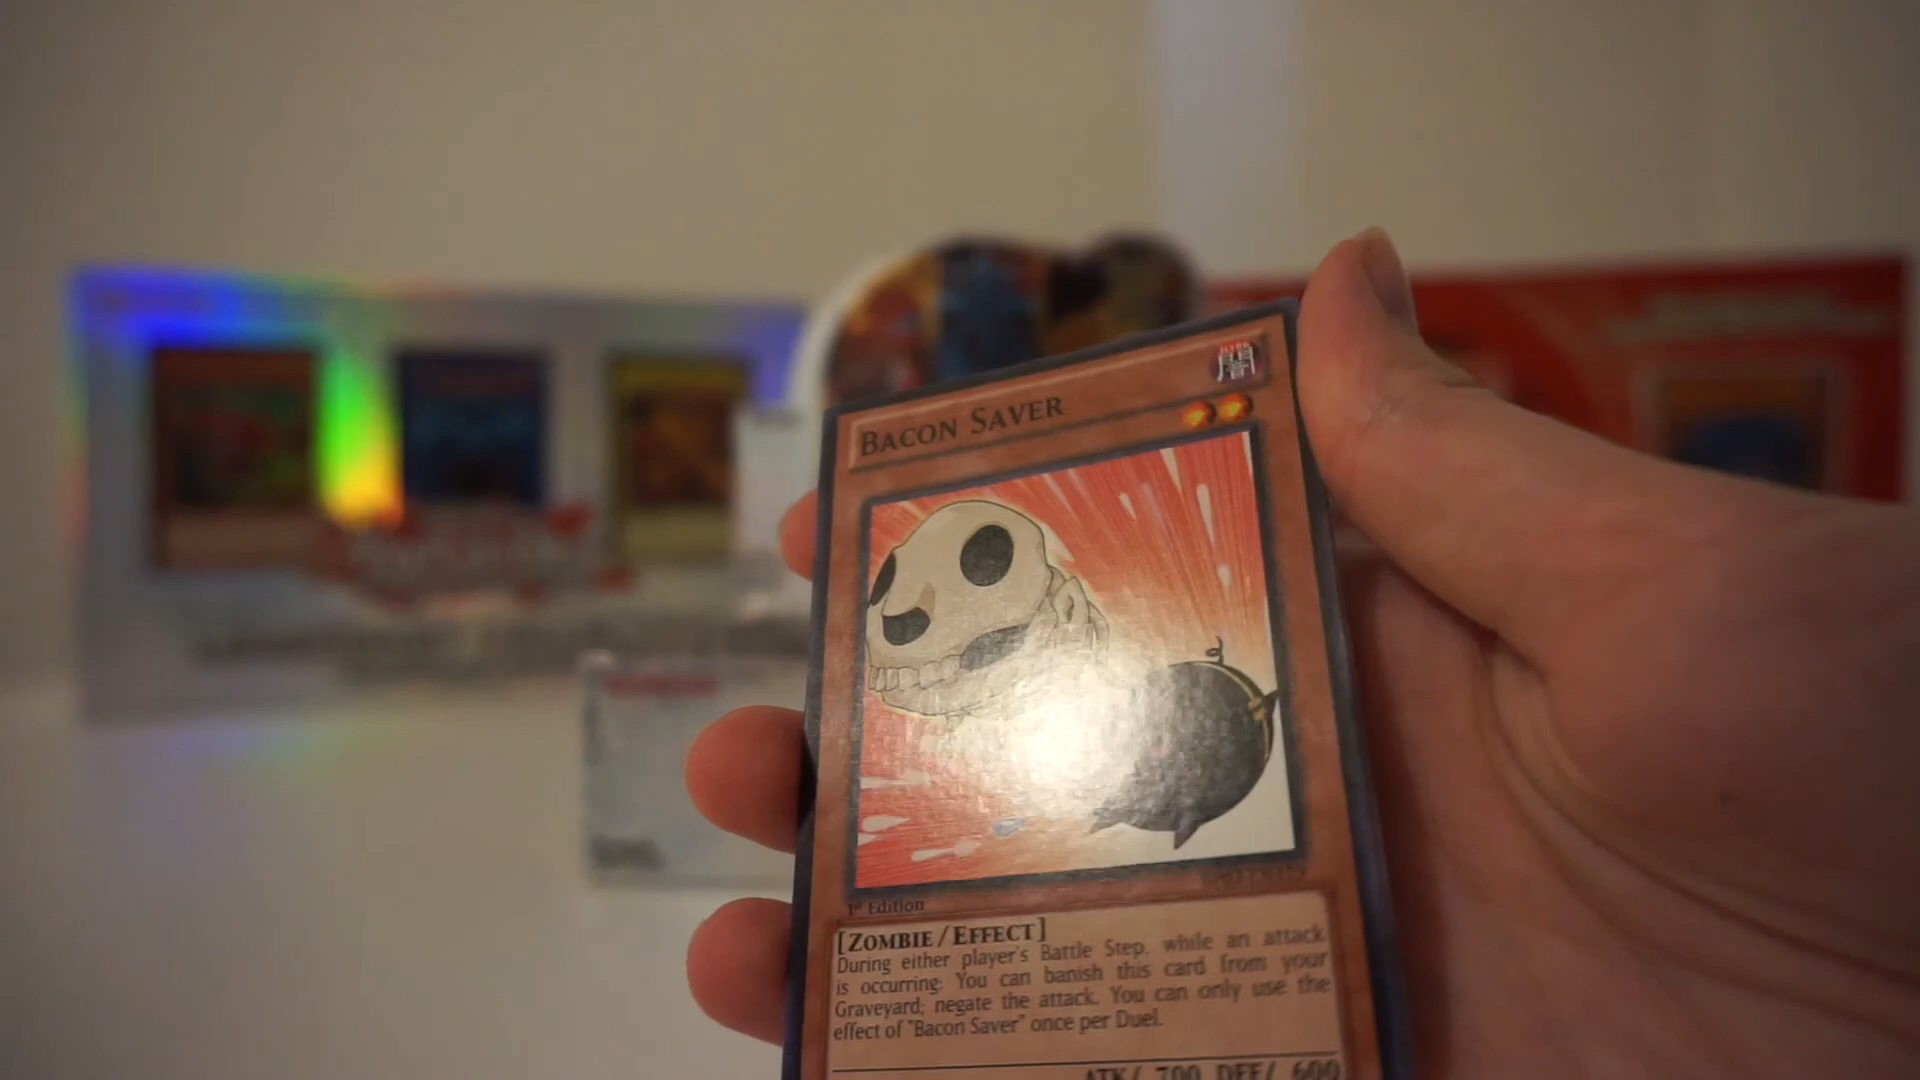 BACON SAVER
闇
1st Edition
[ZOMBIE/EFFECT]
During either player's Battle Step, while an attack
is occurring: You can banish this card from your
Graveyard; negate the attack. You can only use the
effect of "Bacon Saver" once per Duel.
ATK/ 700 DEF/ 600